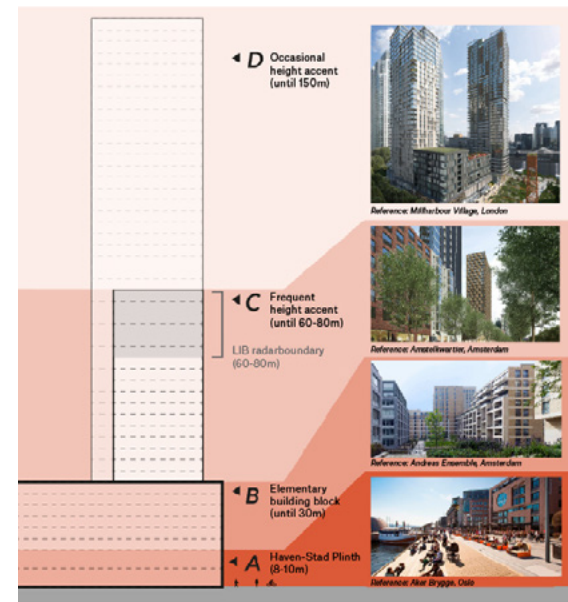 D Occasional
height accent
(until 150m)
Reference: Millharbour Village, London
C Frequent
height accent
(until 60-80m)
LIB radarboundary
(60-80m)
Reference: Amstelkwartier, Amsterdam
Reference: Andreas Ensemble, Amsterdam
B Elementary
building block
(until 30m)
A Haven-Stad Plinth
(8-10m)
Reference: Aker Brygge, Oslo